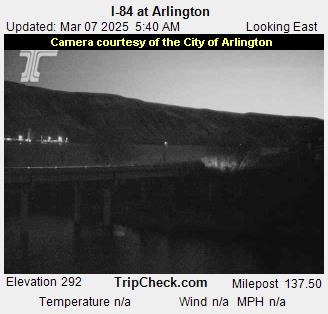 I-84 at Arlington
Updated: Mar 07 2025 5:40 AM Looking East
Camera courtesy of the City of Arlington
Elevation 292 TripCheck.com Milepost 137.50
Temperature n/a Wind n/a MPH n/a